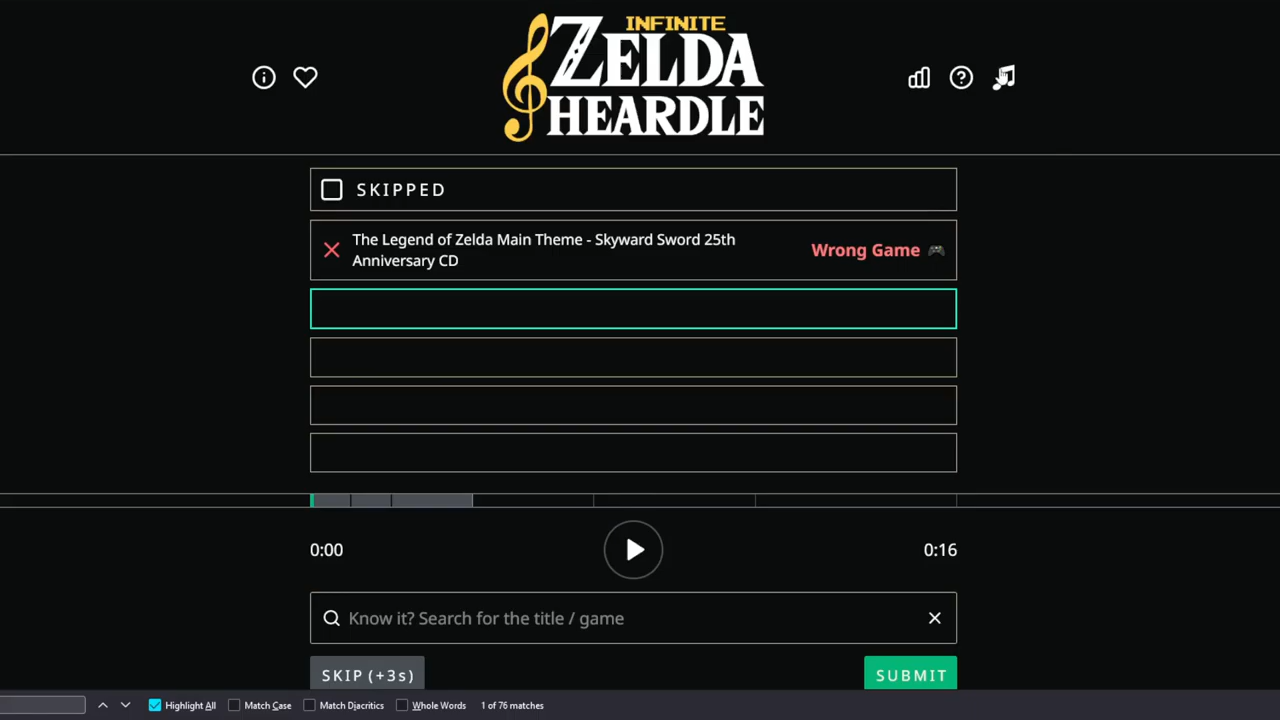 INFINITE
ZELDA
HEARDLE
SKIPPED
The Legend of Zelda Main Theme - Skyward Sword 25th
Anniversary CD
Wrong Game
0:00
0:16
Know it? Search for the title / game
SKIP (+3s)
SUBMIT
Highlight All
Match Case
Match Diacritics
Whole Words
1 of 76 matches